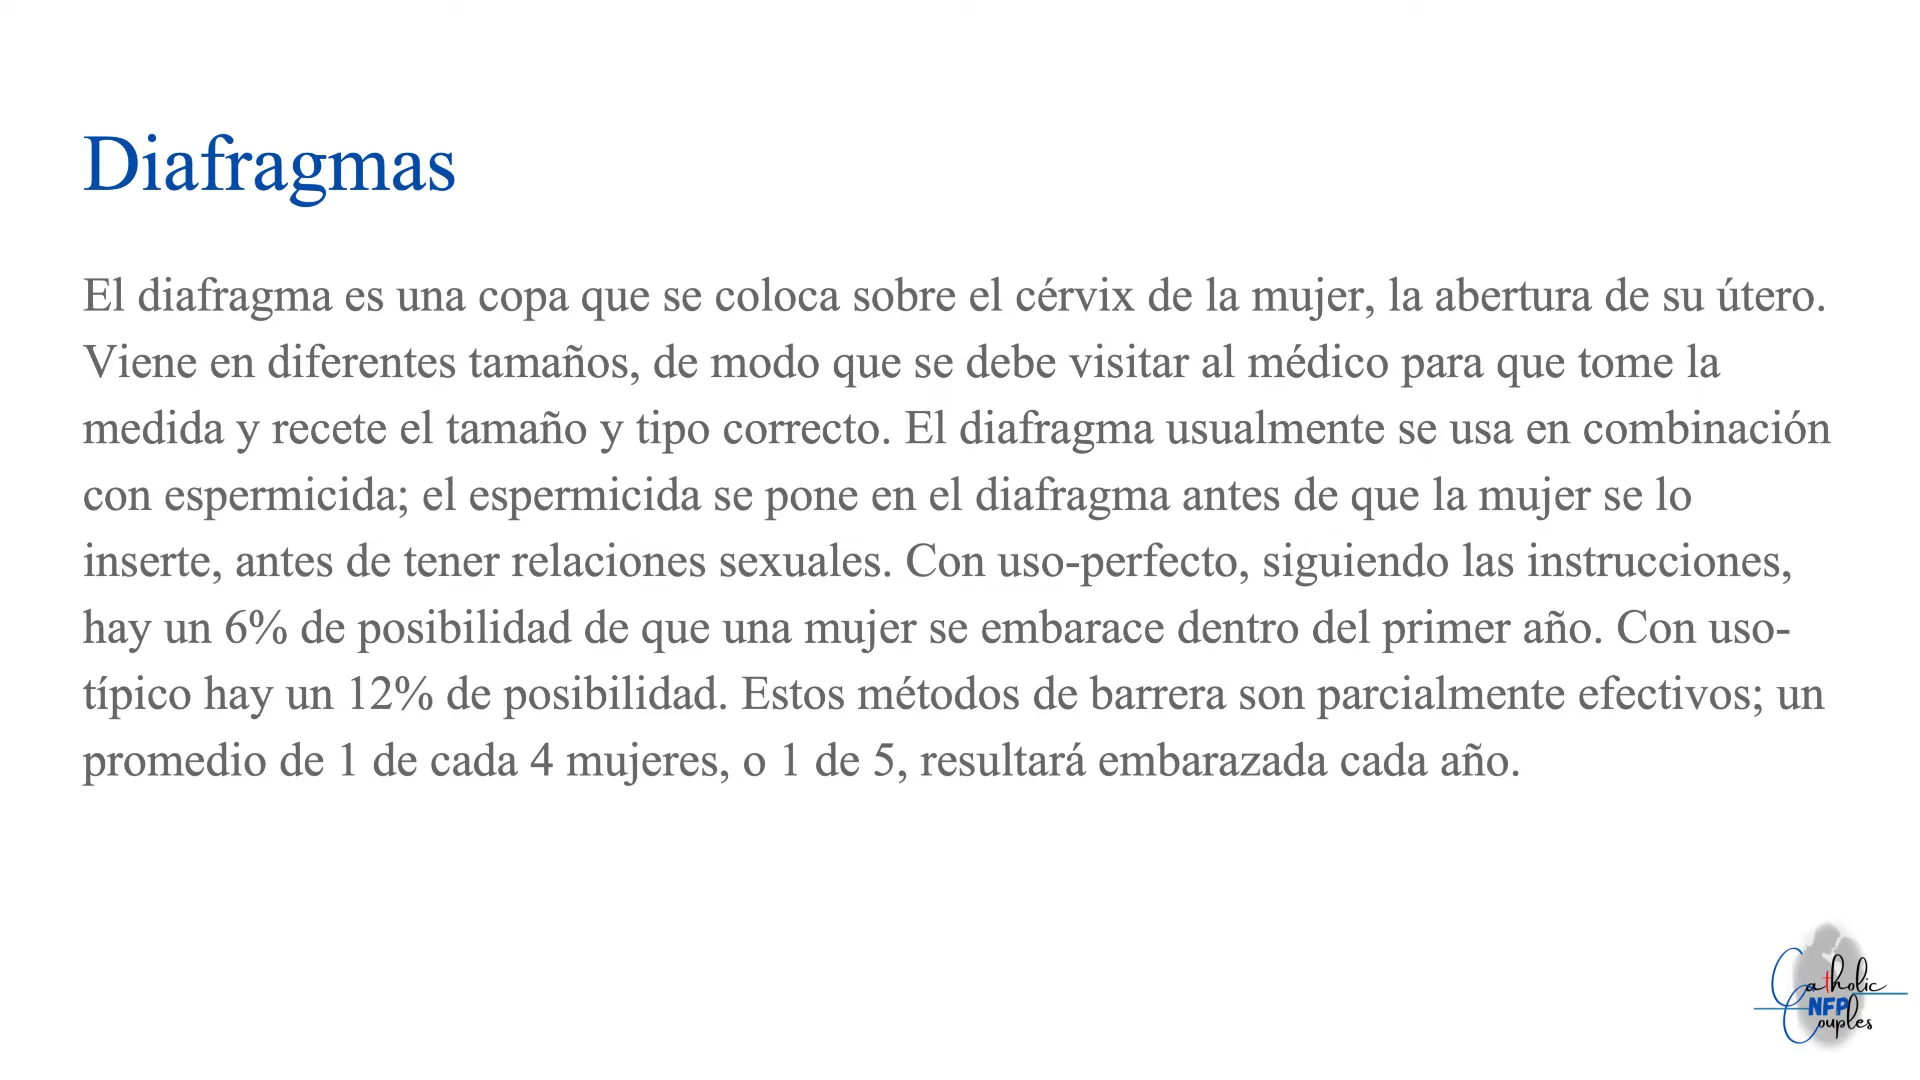 Diafragmas
El diafragma es una copa que se coloca sobre el cérvix de la mujer, la abertura de su útero.
Viene en diferentes tamaños, de modo que se debe visitar al médico para que tome la
medida y recete el tamaño y tipo correcto. El diafragma usualmente se usa en combinación
con espermicida; el espermicida se pone en el diafragma antes de que la mujer se lo
inserte, antes de tener relaciones sexuales. Con uso-perfecto, siguiendo las instrucciones,
hay un 6% de posibilidad de que una mujer se embarace dentro del primer año. Con uso-
típico hay un 12% de posibilidad. Estos métodos de barrera son parcialmente efectivos; un
promedio de 1 de cada 4 mujeres, o 1 de 5, resultará embarazada cada año.
Catholic
NFP
Couples